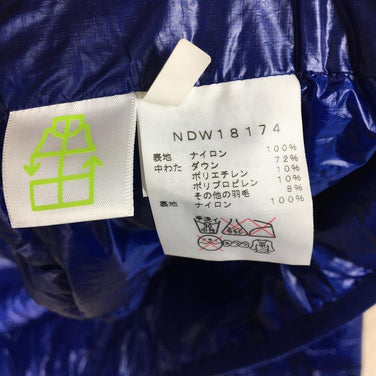 NDW18174
表地 ナイロン 100%
中わた ダウン 72%
ポリエチレン 10%
ポリプロピレン 10%
その他の羽毛 8%
裏地 ナイロン 100%